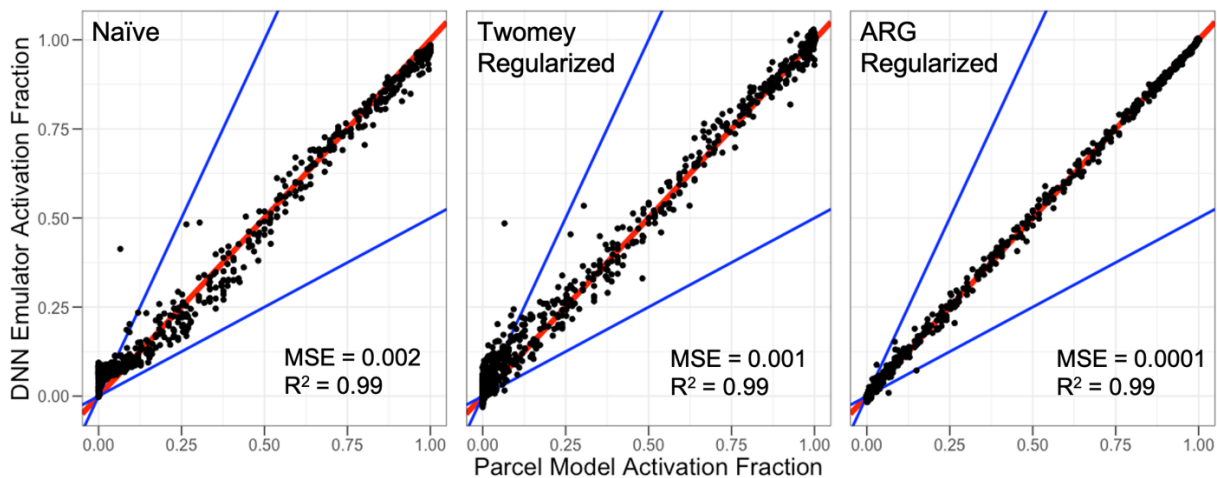 Naïve
Twomey
Regularized
ARG
Regularized
DNN Emulator Activation Fraction
1.00
0.75
0.50
0.25
0.00
MSE = 0.002
R² = 0.99
MSE = 0.001
R² = 0.99
MSE = 0.0001
R² = 0.99
0.00 0.25 0.50 0.75 1.00
0.00 0.25 0.50 0.75 1.00
0.00 0.25 0.50 0.75 1.00
Parcel Model Activation Fraction